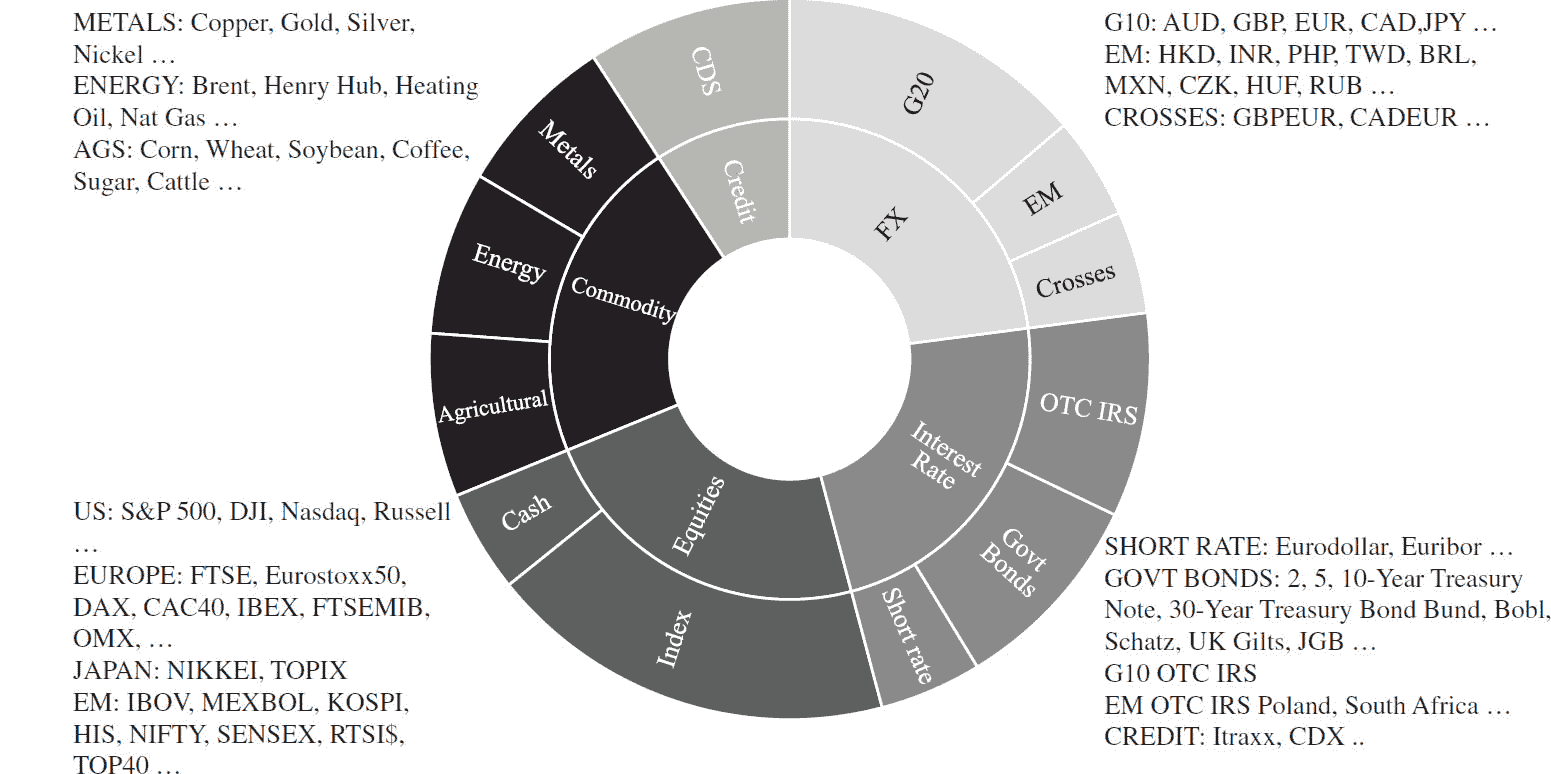 METALS: Copper, Gold, Silver,
Nickel …
ENERGY: Brent, Henry Hub, Heating
Oil, Nat Gas …
AGS: Corn, Wheat, Soybean, Coffee,
Sugar, Cattle …
G10: AUD, GBP, EUR, CAD,JPY …
EM: HKD, INR, PHP, TWD, BRL,
MXN, CZK, HUF, RUB …
CROSSES: GBPEUR, CADEUR …
CDS
G20
Metals
Credit
FX
EM
Energy
Commodity
Crosses
Agricultural
OTC IRS
Interest
Rate
Equities
Cash
Govt
Bonds
Index
Short rate
US: S&P 500, DJI, Nasdaq, Russell
…
EUROPE: FTSE, Eurostoxx50,
DAX, CAC40, IBEX, FTSEMIB,
OMX, …
JAPAN: NIKKEI, TOPIX
EM: IBOV, MEXBOL, KOSPI,
HIS, NIFTY, SENSEX, RTSI$,
TOP40 …
SHORT RATE: Eurodollar, Euribor …
GOVT BONDS: 2, 5, 10-Year Treasury
Note, 30-Year Treasury Bond Bund, Bobl,
Schatz, UK Gilts, JGB …
G10 OTC IRS
EM OTC IRS Poland, South Africa …
CREDIT: Itraxx, CDX ..